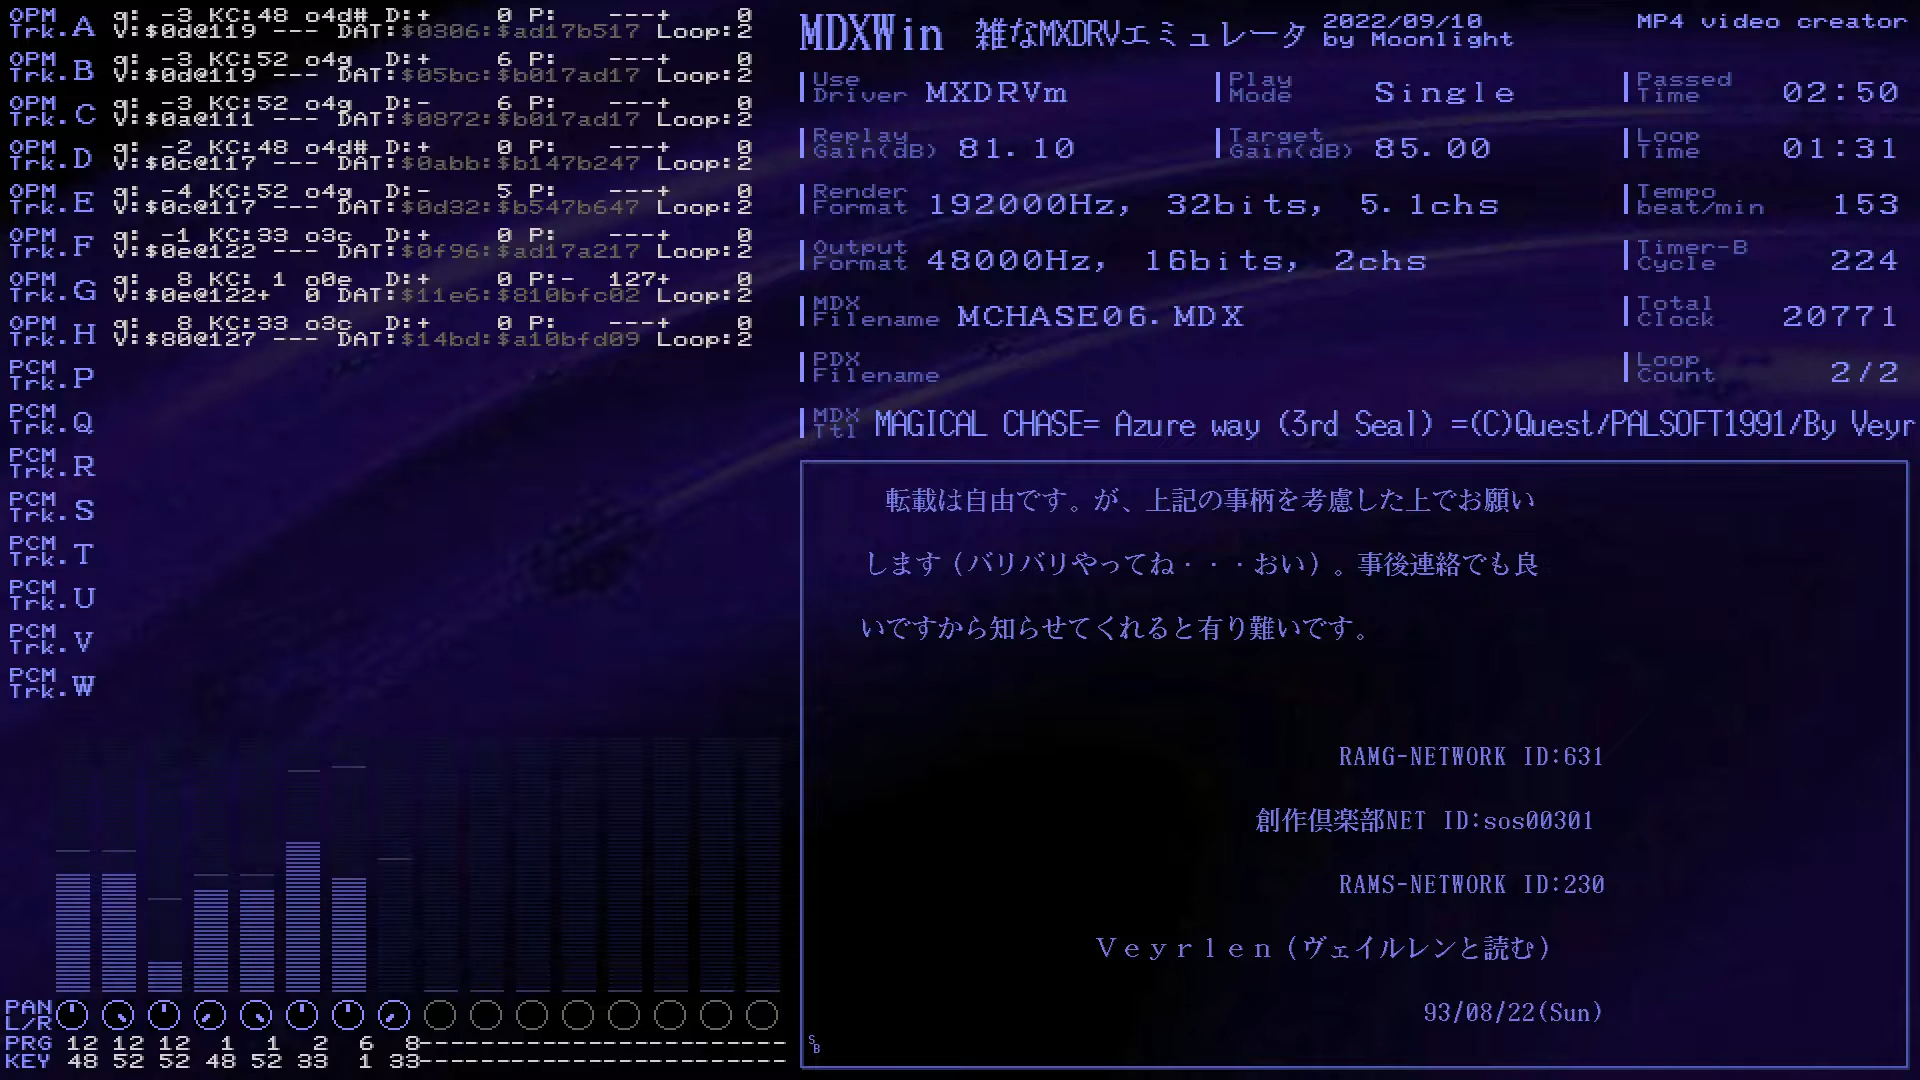 OPM Trk.A q: -3 KC:48 o4d# D:+ 0 P: ---+ 0
V:$0d@119 --- DAT:$0306:$ad17b517 Loop:2
OPM Trk.B q: -3 KC:52 o4g D:+ 6 P: ---+ 0
V:$0d@119 --- DAT:$05bc:$b017ad17 Loop:2
OPM Trk.C q: -3 KC:52 o4g D:- 6 P: ---+ 0
V:$0a@111 --- DAT:$0872:$b017ad17 Loop:2
OPM Trk.D q: -2 KC:48 o4d# D:+ 0 P: ---+ 0
V:$0c@117 --- DAT:$0abb:$b147b247 Loop:2
OPM Trk.E q: -4 KC:52 o4g D:- 5 P: ---+ 0
V:$0c@117 --- DAT:$0d32:$b547b647 Loop:2
OPM Trk.F q: -1 KC:33 o3c D:+ 0 P: ---+ 0
V:$0e@122 --- DAT:$0f96:$ad17a217 Loop:2
OPM Trk.G q: 8 KC: 1 o0e D:+ 0 P:- 127+ 0
V:$0e@122+ 0 DAT:$11e6:$810bfc02 Loop:2
OPM Trk.H q: 8 KC:33 o3c D:+ 0 P: ---+ 0
V:$80@127 --- DAT:$14bd:$a10bfd09 Loop:2
PCM Trk.P
PCM Trk.Q
PCM Trk.R
PCM Trk.S
PCM Trk.T
PCM Trk.U
PCM Trk.V
PCM Trk.W
PAN L/R
PRG 12 12 12 1 1 2 6 8
KEY 48 52 52 48 52 33 1 33
MDXWin 雑なMXDRVエミュレータ 2022/09/10 by Moonlight MP4 video creator
Use Driver MXDRVm Play Mode Single Passed Time 02:50
Replay Gain(dB) 81.10 Target Gain(dB) 85.00 Loop Time 01:31
Render Format 192000Hz, 32bits, 5.1chs Tempo beat/min 153
Output Format 48000Hz, 16bits, 2chs Timer-B Cycle 224
MDX Filename MCHASE06.MDX Total Clock 20771
PDX Filename Loop Count 2/2
MDX Ttl MAGICAL CHASE= Azure way (3rd Seal) =(C)Quest/PALSOFT1991/By Veyr
転載は自由です。が、上記の事柄を考慮した上でお願い
します（バリバリやってね・・・おい）。事後連絡でも良
いですから知らせてくれると有り難いです。
RAMG-NETWORK ID:631
創作倶楽部NET ID:sos00301
RAMS-NETWORK ID:230
Ｖｅｙｒｌｅｎ（ヴェイルレンと読む）
93/08/22(Sun)
SB